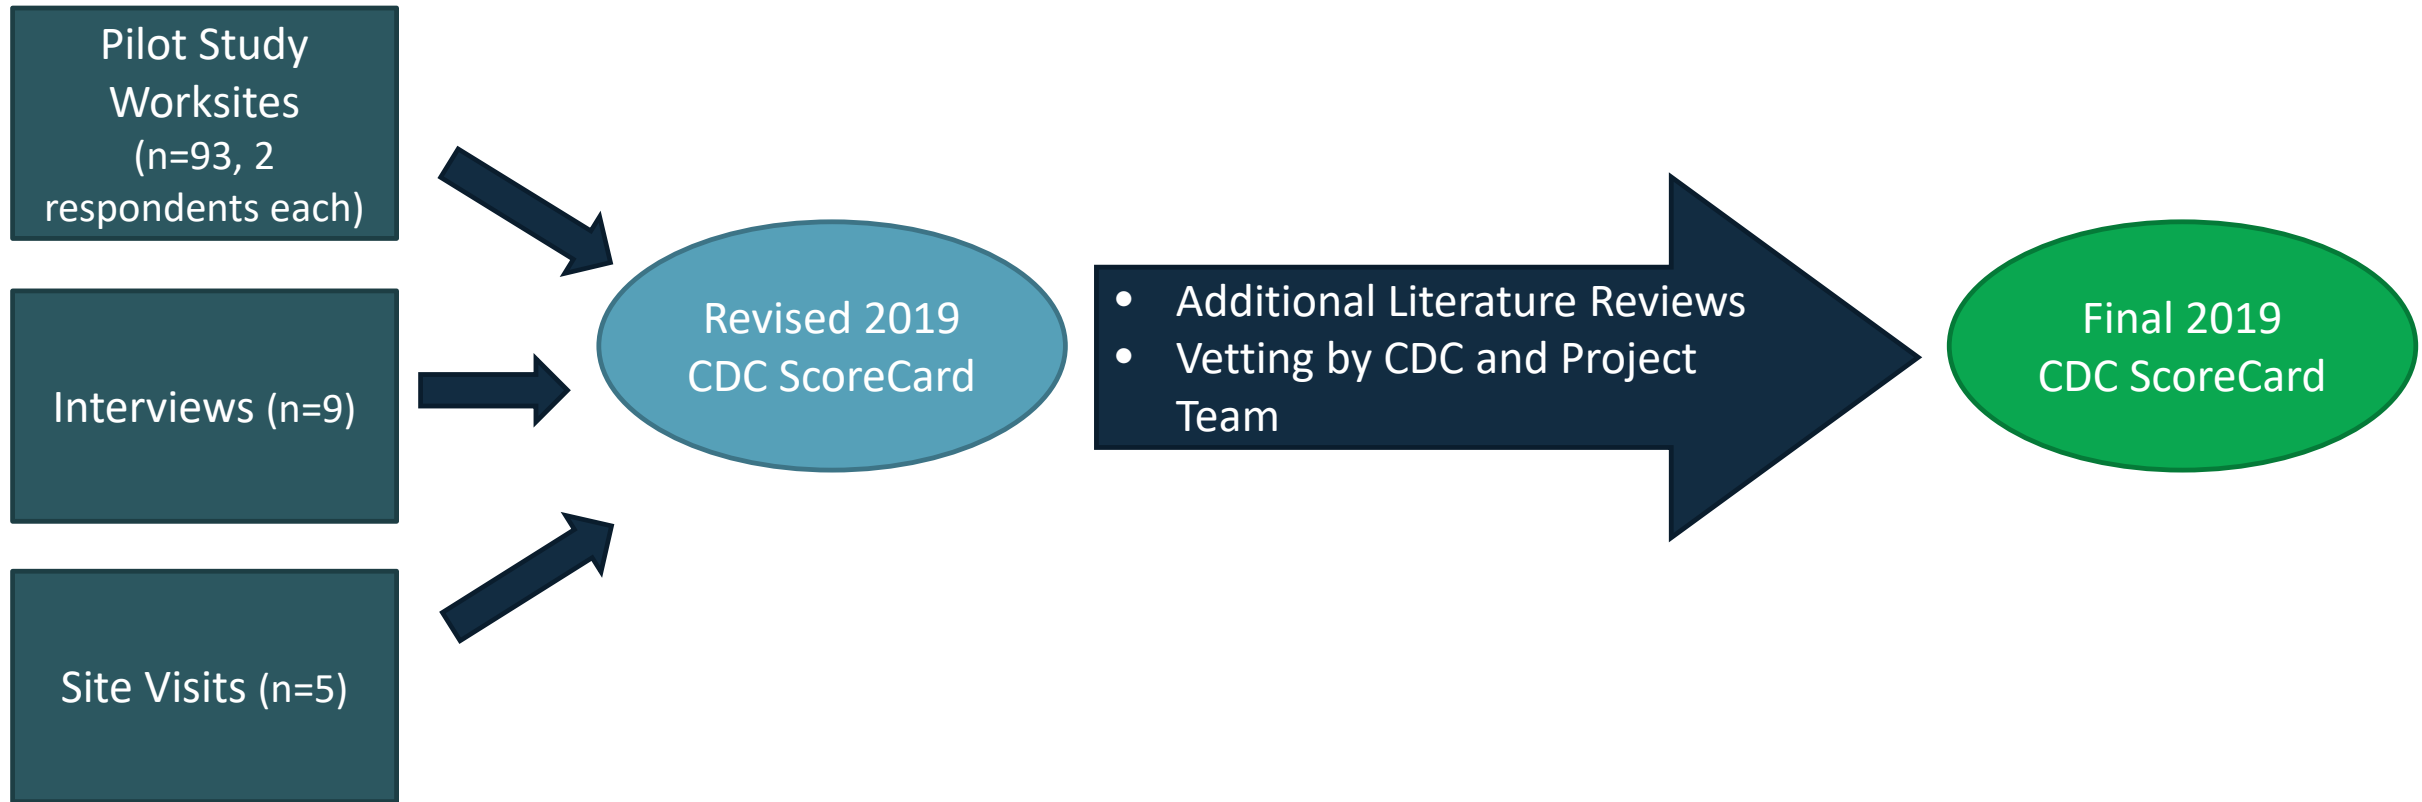 Pilot Study
Worksites
(n=93, 2
respondents each)
Interviews (n=9)
Site Visits (n=5)
Revised 2019
CDC ScoreCard
• Additional Literature Reviews
• Vetting by CDC and Project
Team
Final 2019
CDC ScoreCard